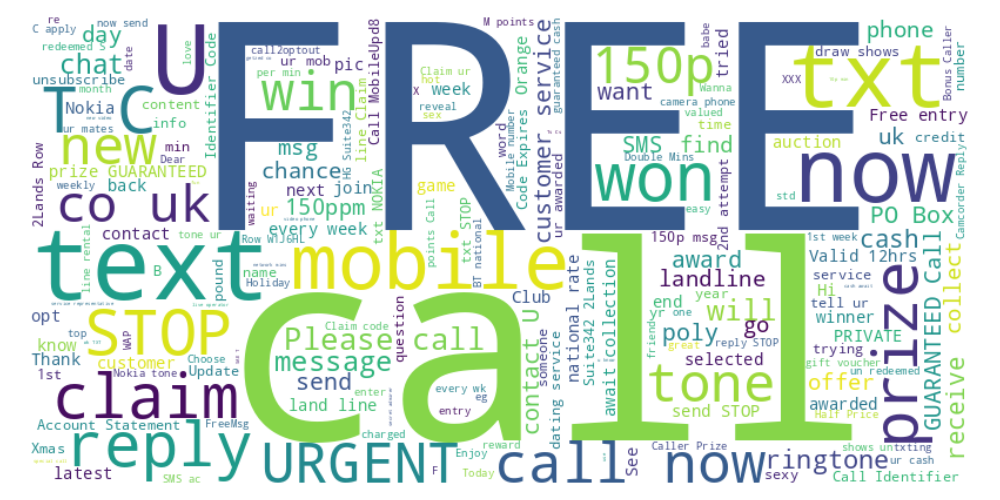 FREE
call
U
T C
now
txt
text
mobile
claim
reply
URGENT
call now
STOP
prize
won
tone
150p
win
new
co uk
re
C apply
now send
day
redeemed S
chat
unsubscribe
month
Nokia
content
info
ur mates
min
Dear
prize GUARANTEED
weekly
back
2Lands Row
contact
tone ur
date
love
Identifier Code
call2optout
ur mob
pic
per min
hot
X
week
reveal
sex
Claim ur
line Claim
Call MobileUpd8
msg
chance
HG Suite342
next
join
game
ur
150ppm
every week
waiting
Row W1J6HL
txt NOKIA
points Call
txt STOP
BT national
M points
word
Mobile number
Code Expires
Orange
customer service
guaranteed cash
ur awarded
babe
tried
want
Wanna
camera phone
valued
time
SMS
find
Double Mins
easy
2nd attempt
draw shows
XXX
phone
number
Bonus Caller
Free entry
uk
credit
auction
std
PO Box
Camcorder Reply
150p msg
award
landline
will
year
yr one
end
go
poly
friend
great
reply STOP
selected
send STOP
1st week
cash
Valid 12hrs
service
Hi
tell ur
winner
PRIVATE
trying
gift voucher
un redeemed
offer
awarded
Half Price
collect
receive
GUARANTEED Call
line rental
B
pound
name
Holiday
opt
know
top
WAP
Thank
customer
Choose
Update
1st
Nokia tone
Account Statement
FreeMsg
Xmas
latest
SMS ac
Please call
Claim code
question
message
send
enter
land line
charged
every wk
eg
entry
Club
contact U
someone
dating service
national rate
Suite342 2Lands
await collection
reward
Enjoy
Today
F
See
Caller Prize
sexy
ringtone
shows
un
txting
ur cash
Call Identifier